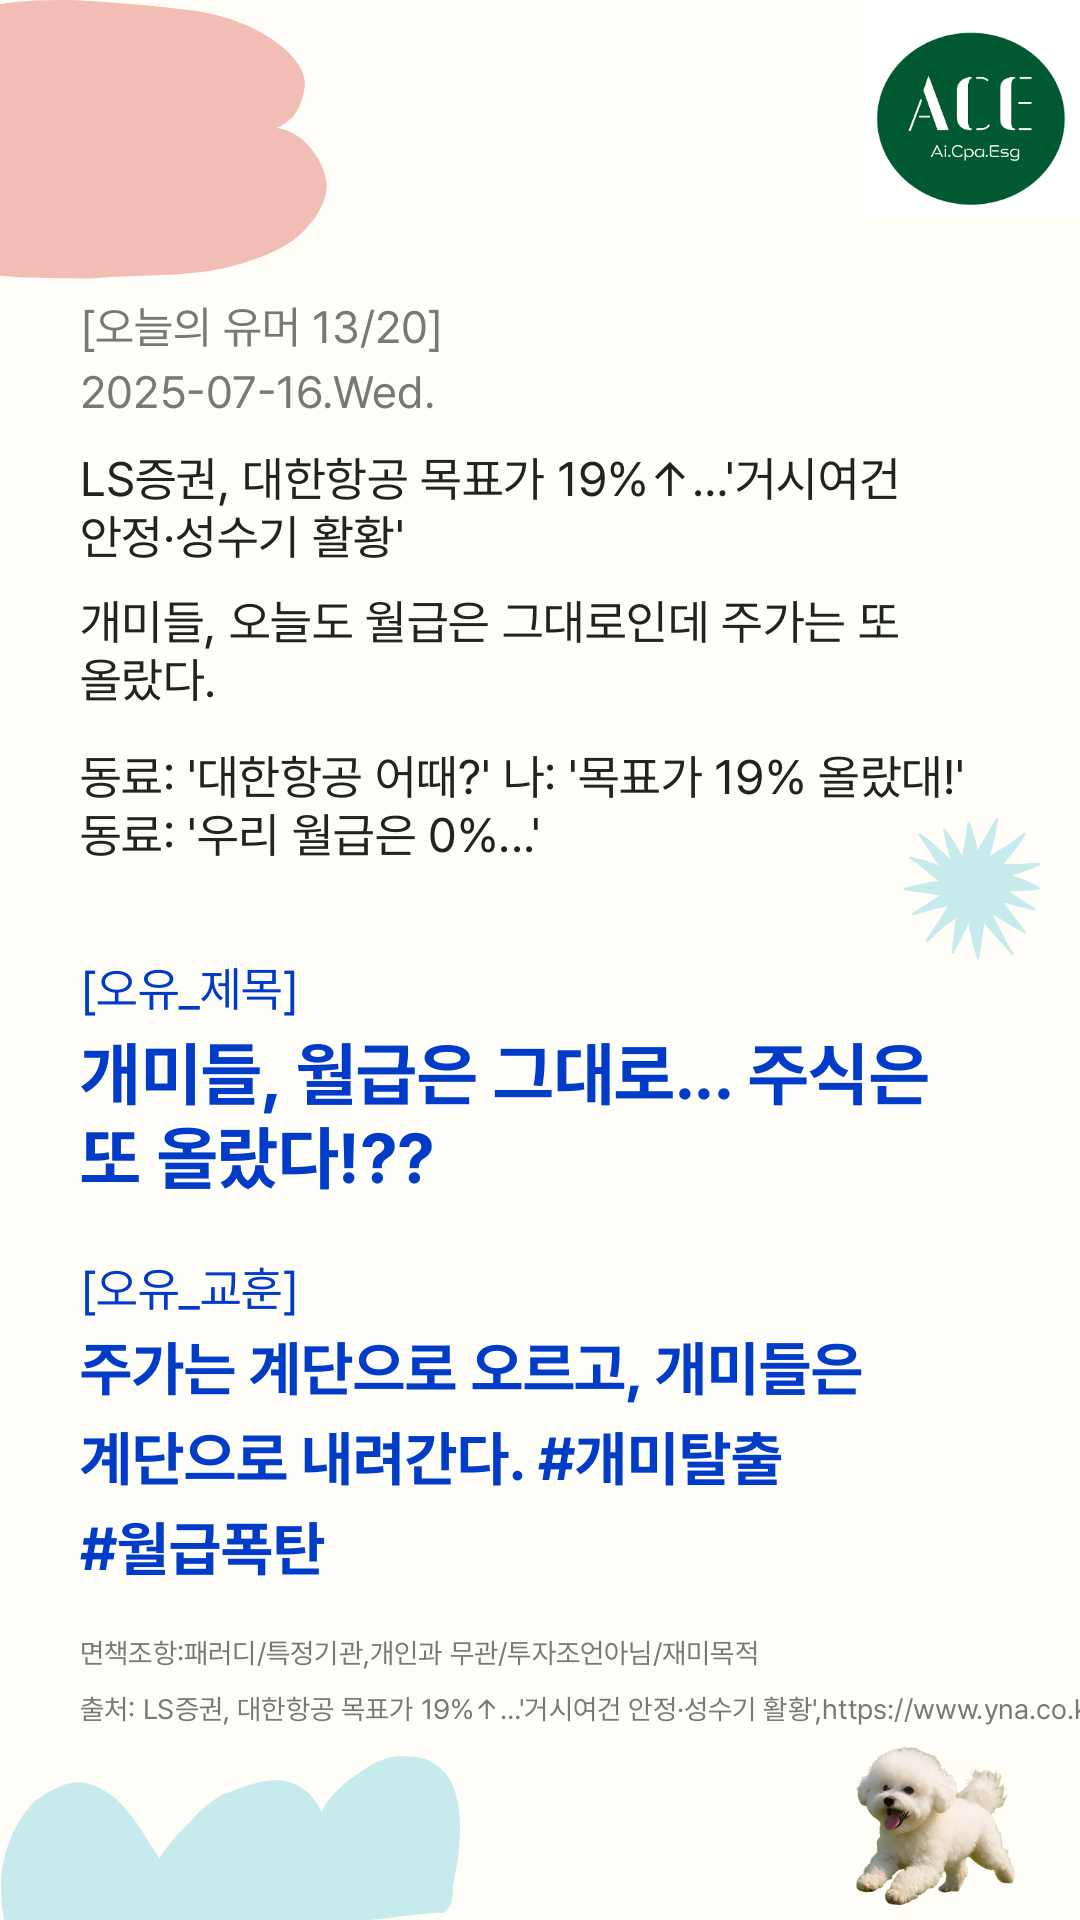 ACE
Ai.Cpa.Esg
[오늘의 유머 13/20]
2025-07-16.Wed.
LS증권, 대한항공 목표가 19%↑...'거시여건
안정·성수기 활황'
개미들, 오늘도 월급은 그대로인데 주가는 또
올랐다.
동료: '대한항공 어때?' 나: '목표가 19% 올랐대!'
동료: '우리 월급은 0%...'
[오유_제목]
개미들, 월급은 그대로... 주식은
또 올랐다!??
[오유_교훈]
주가는 계단으로 오르고, 개미들은
계단으로 내려간다. #개미탈출
#월급폭탄
면책조항:패러디/특정기관,개인과 무관/투자조언아님/재미목적
출처: LS증권, 대한항공 목표가 19%↑...'거시여건 안정·성수기 활황',https://www.yna.co.k